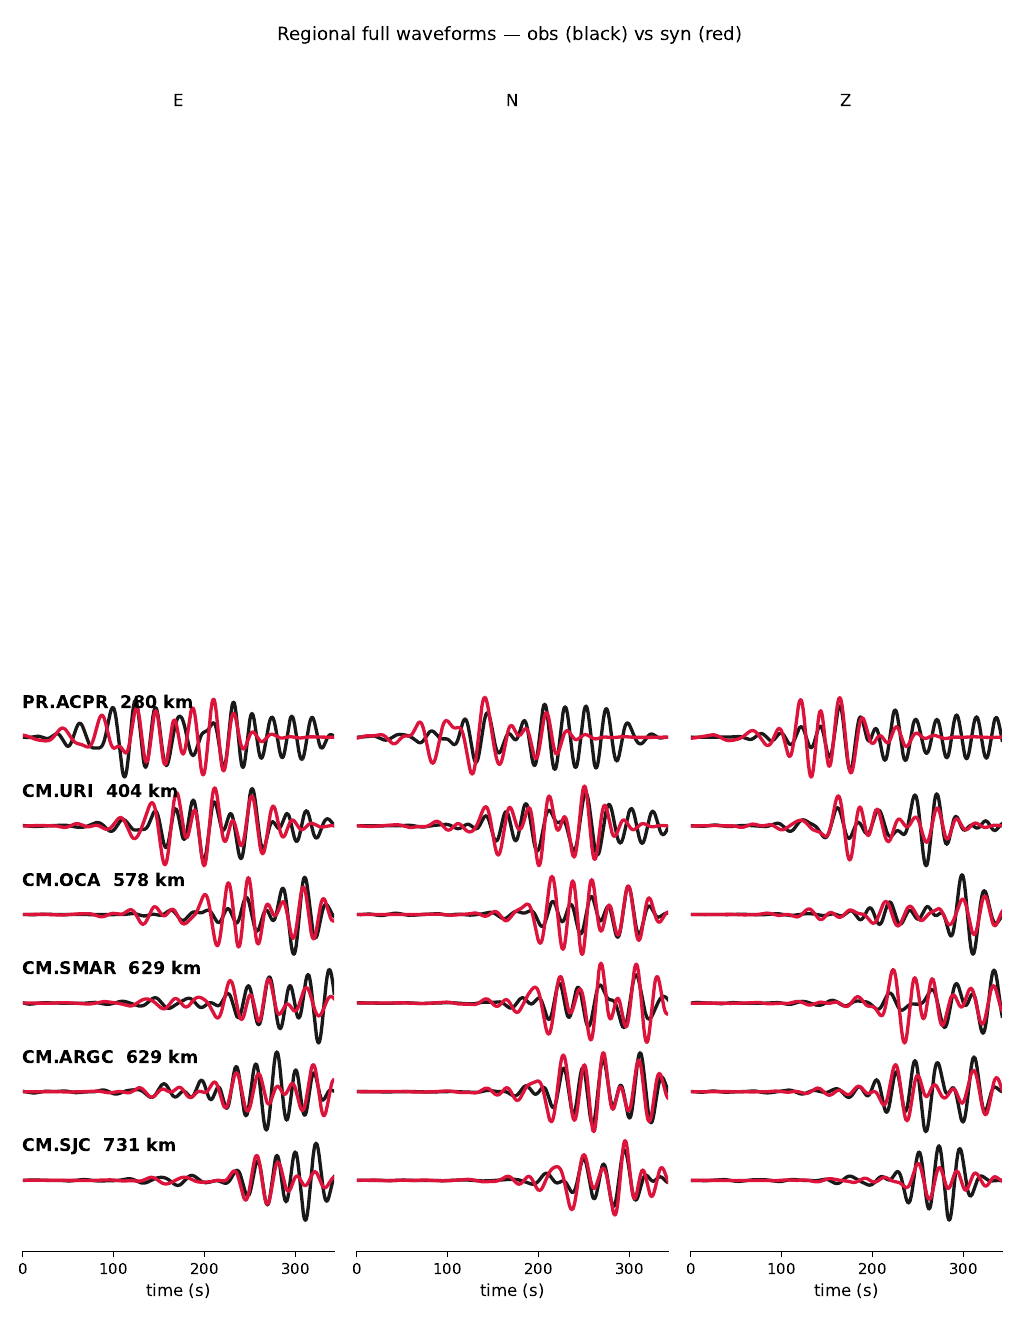 Regional full waveforms — obs (black) vs syn (red)
E N Z
PR.ACPR 280 km
CM.URI 404 km
CM.OCA 578 km
CM.SMAR 629 km
CM.ARGC 629 km
CM.SJC 731 km
0 100 200 300 0 100 200 300 0 100 200 300
time (s) time (s) time (s)